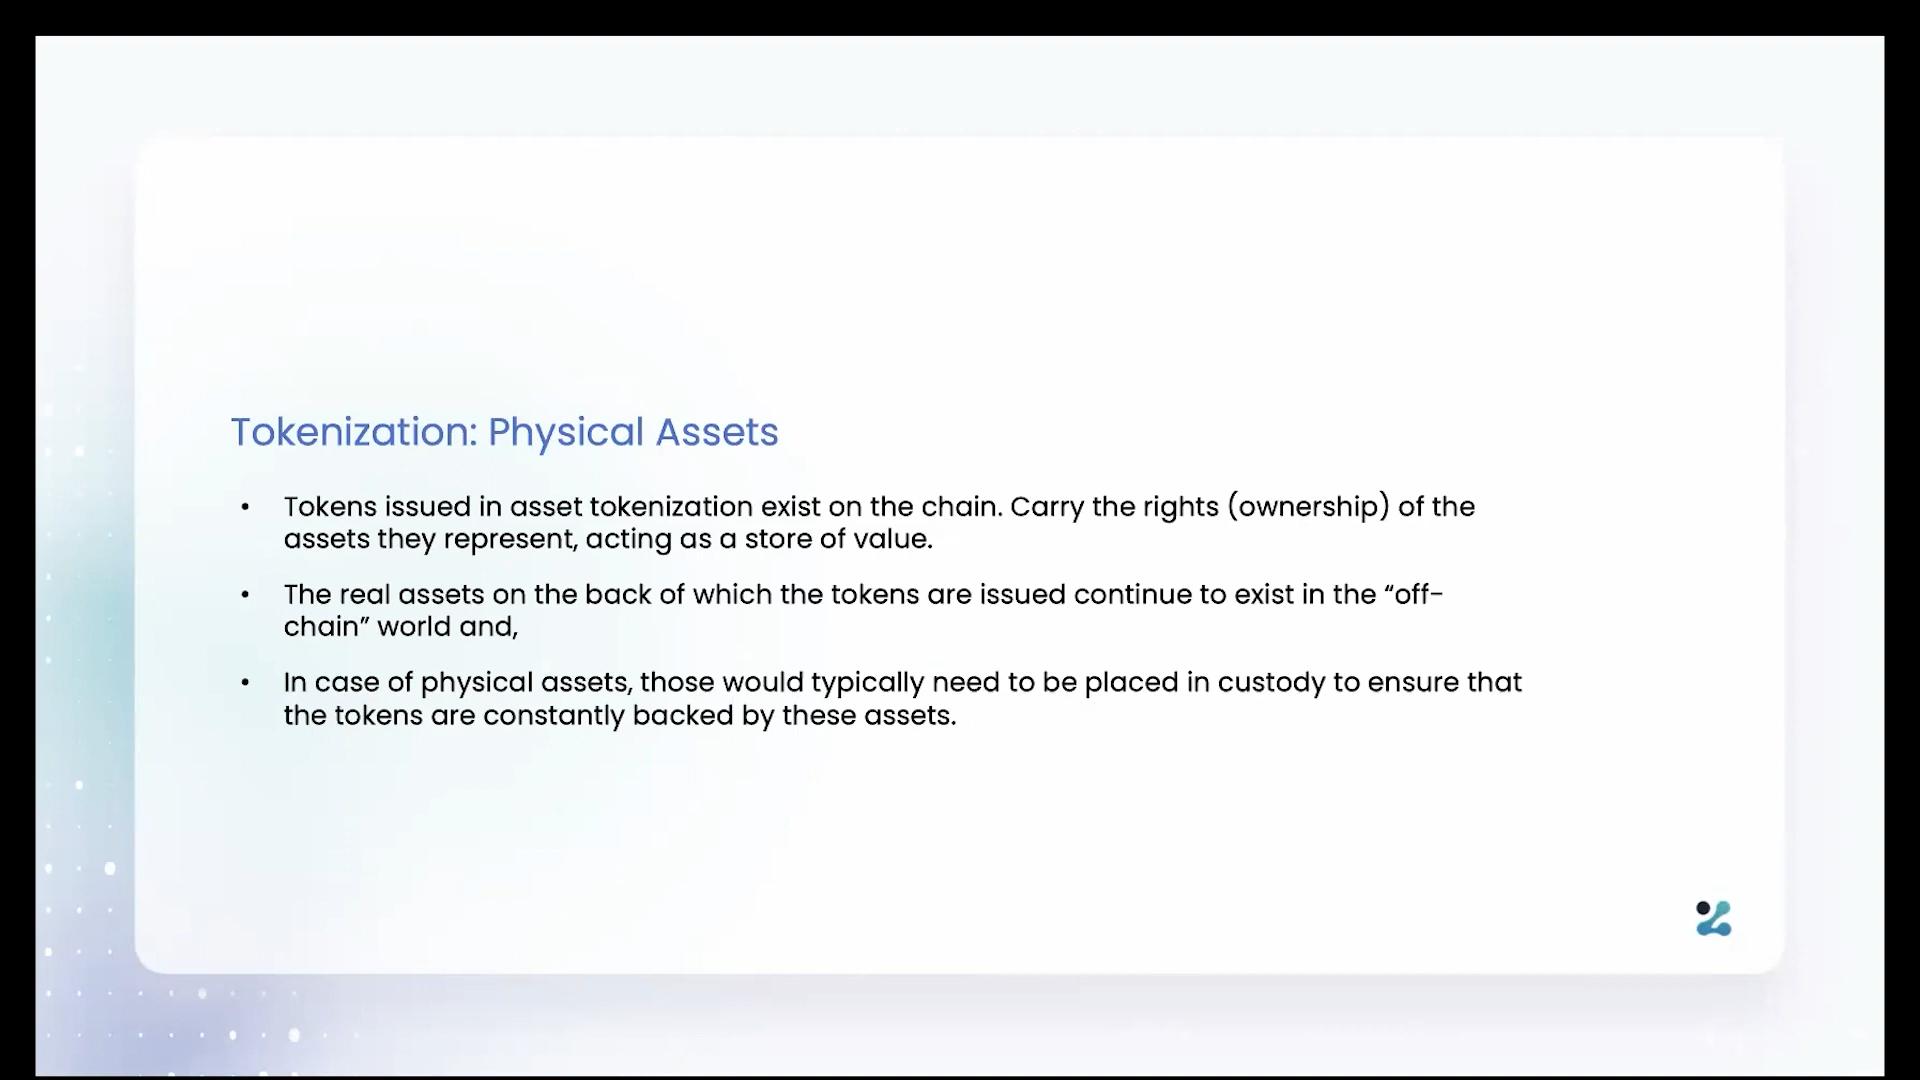 Tokenization: Physical Assets
• Tokens issued in asset tokenization exist on the chain. Carry the rights (ownership) of the
assets they represent, acting as a store of value.
• The real assets on the back of which the tokens are issued continue to exist in the “off-
chain” world and,
• In case of physical assets, those would typically need to be placed in custody to ensure that
the tokens are constantly backed by these assets.